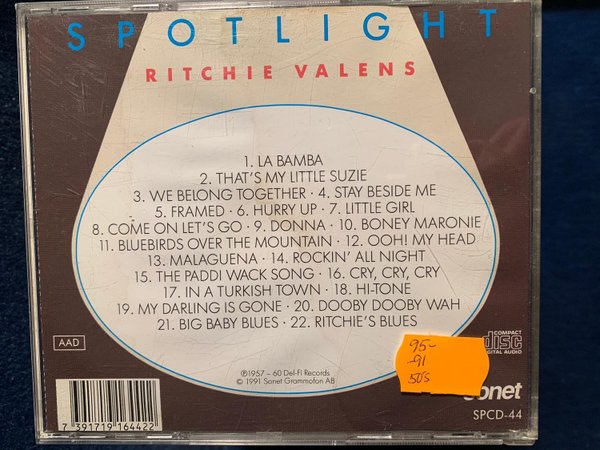 SPOTLIGHT
RITCHIE VALENS
1. LA BAMBA
2. THAT'S MY LITTLE SUZIE
3. WE BELONG TOGETHER · 4. STAY BESIDE ME
5. FRAMED · 6. HURRY UP · 7. LITTLE GIRL
8. COME ON LET'S GO · 9. DONNA · 10. BONEY MARONIE
11. BLUEBIRDS OVER THE MOUNTAIN · 12. OOH! MY HEAD
13. MALAGUENA · 14. ROCKIN' ALL NIGHT
15. THE PADDI WACK SONG · 16. CRY, CRY, CRY
17. IN A TURKISH TOWN · 18. HI-TONE
19. MY DARLING IS GONE · 20. DOOBY DOOBY WAH
21. BIG BABY BLUES · 22. RITCHIE'S BLUES
AAD
℗1957 – 60 Del-Fi Records
© 1991 Sonet Grammofon AB
COMPACT
disc
DIGITAL AUDIO
95-
-91
50's
sonet
SPCD-44
7 391719 164422